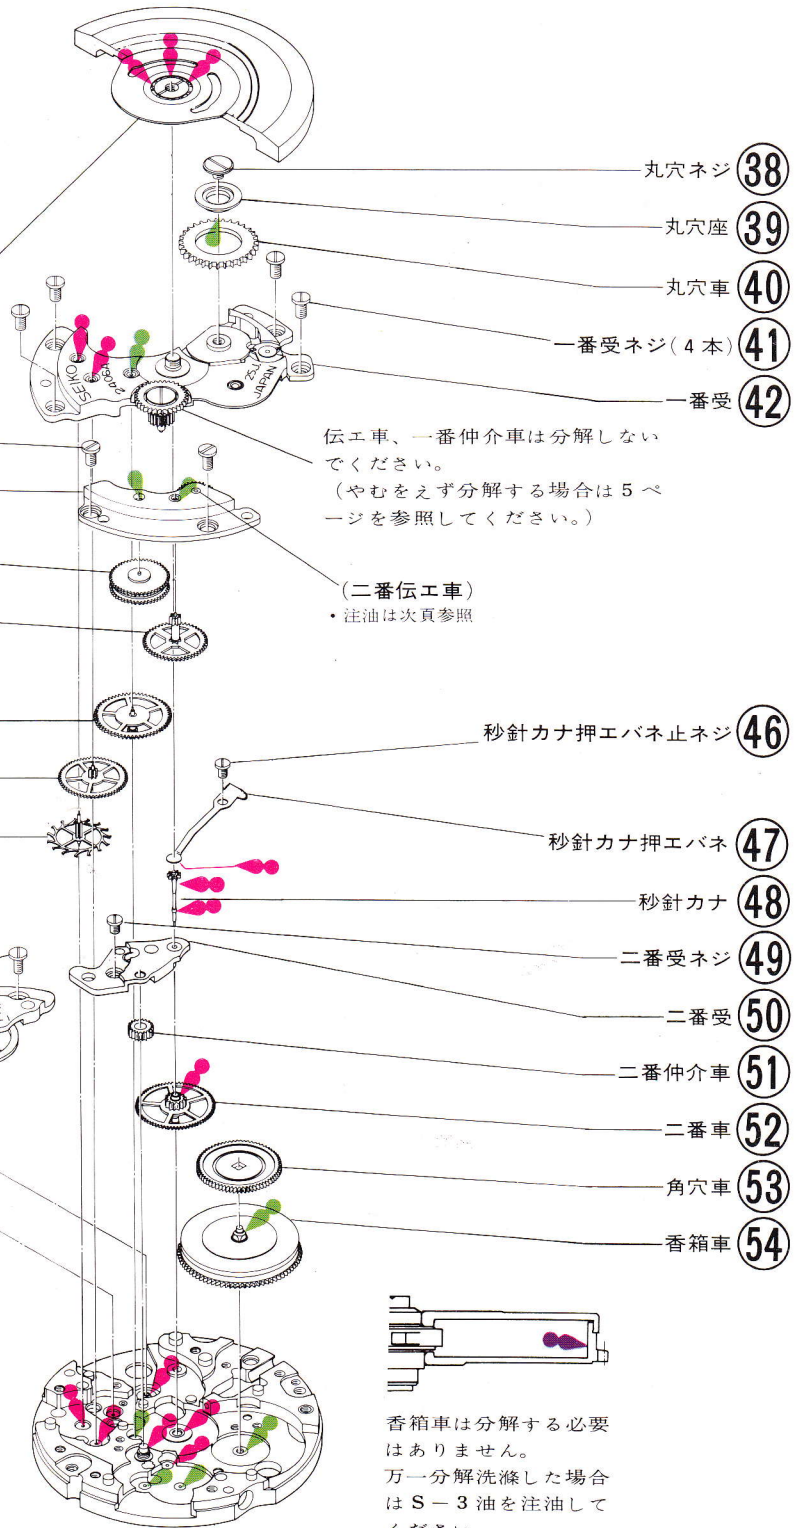 丸穴ネジ 38
丸穴座 39
丸穴車 40
一番受ネジ(4本) 41
一番受 42
SEIKO
25J
JAPAN
伝エ車、一番仲介車は分解しない
でください。
(やむをえず分解する場合は5ペ
ージを参照してください。)
(二番伝エ車)
・注油は次頁参照
秒針カナ押エバネ止ネジ 46
秒針カナ押エバネ 47
秒針カナ 48
二番受ネジ 49
二番受 50
二番仲介車 51
二番車 52
角穴車 53
香箱車 54
香箱車は分解する必要
はありません。
万一分解洗滌した場合
はS-3油を注油して